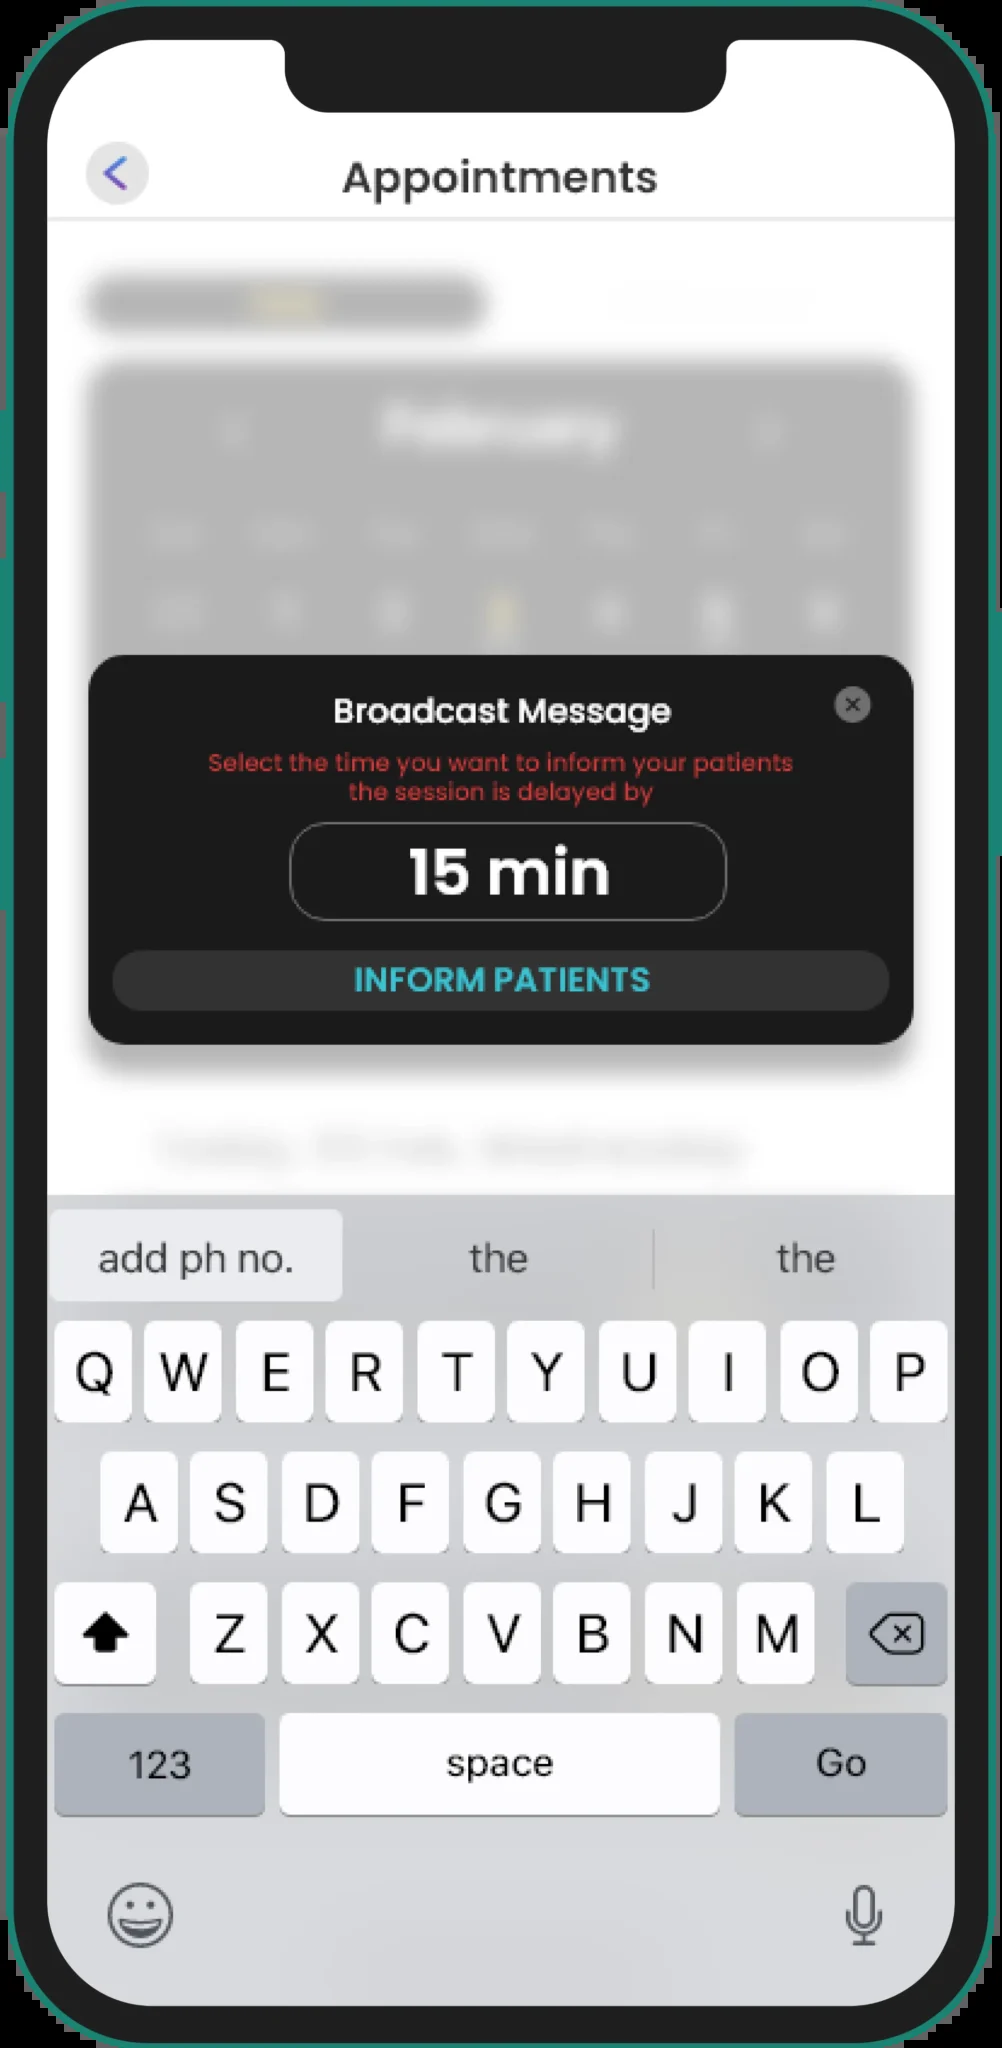 Appointments
February
Broadcast Message
Select the time you want to inform your patients
the session is delayed by
15 min
INFORM PATIENTS
add ph no. the the
Q W E R T Y U I O P
A S D F G H J K L
Z X C V B N M
123 space Go